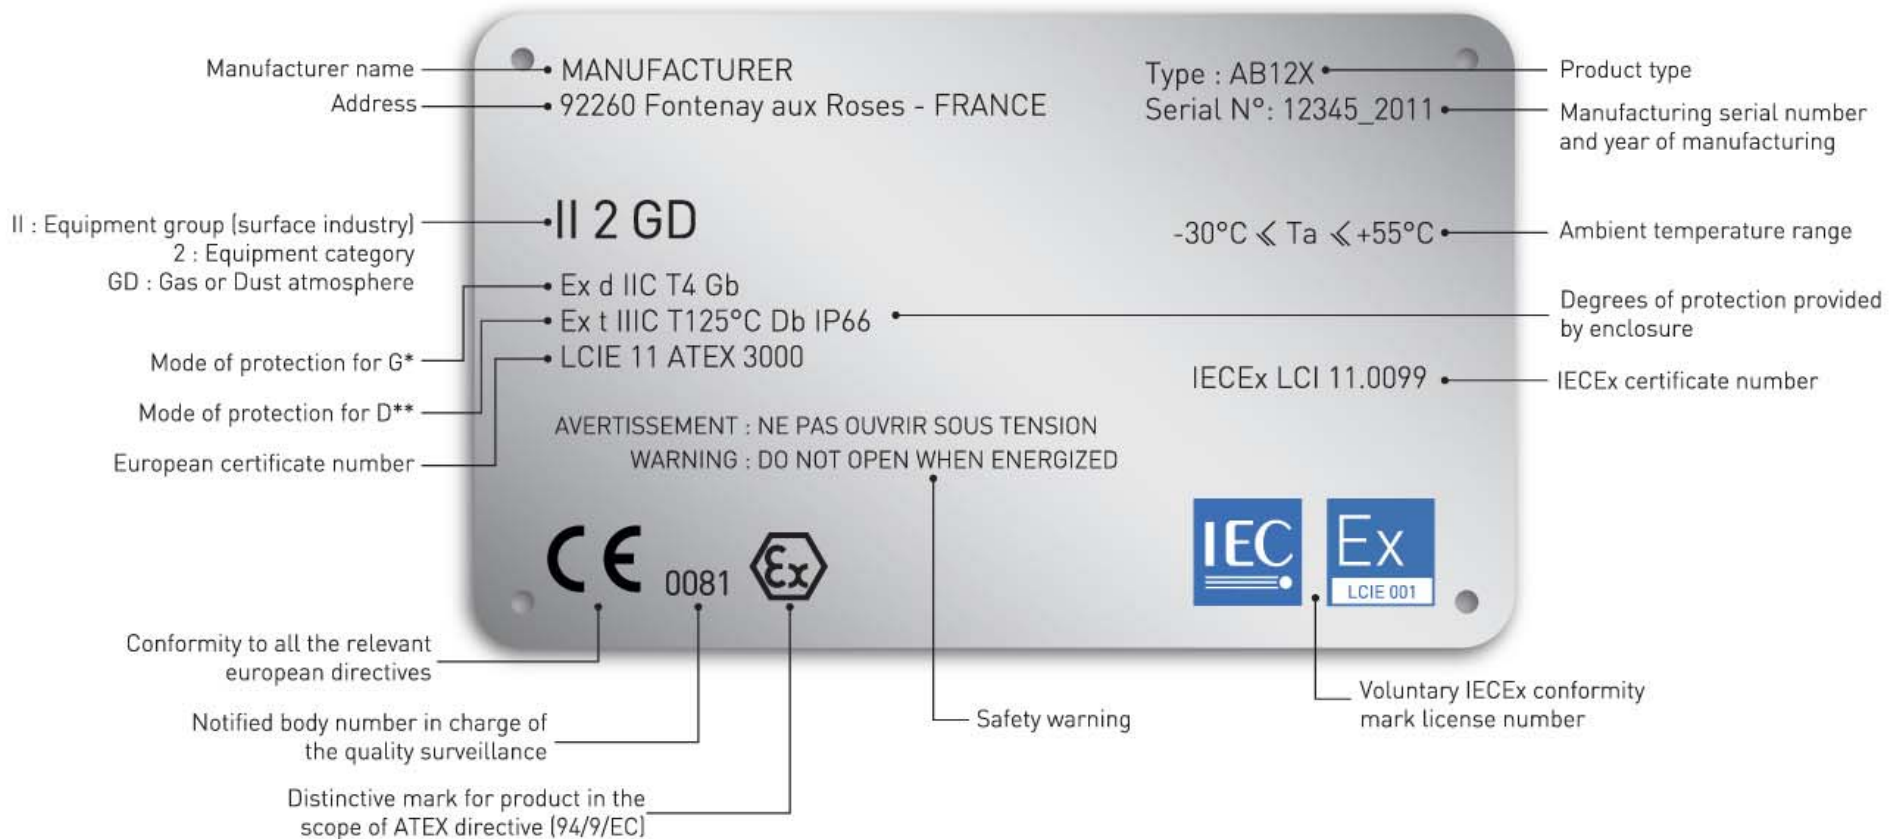 Manufacturer name
Address
II : Equipment group (surface industry)
2 : Equipment category
GD : Gas or Dust atmosphere
Mode of protection for G*
Mode of protection for D**
European certificate number
MANUFACTURER
92260 Fontenay aux Roses - FRANCE
Type : AB12X
Serial N°: 12345_2011
II 2 GD
-30°C ⩽ Ta ⩽ +55°C
Ex d IIC T4 Gb
Ex t IIIC T125°C Db IP66
LCIE 11 ATEX 3000
IECEx LCI 11.0099
AVERTISSEMENT : NE PAS OUVRIR SOUS TENSION
WARNING : DO NOT OPEN WHEN ENERGIZED
CE 0081 Ex
IEC
Ex
LCIE 001
Product type
Manufacturing serial number
and year of manufacturing
Ambient temperature range
Degrees of protection provided
by enclosure
IECEx certificate number
Conformity to all the relevant
european directives
Notified body number in charge of
the quality surveillance
Distinctive mark for product in the
scope of ATEX directive (94/9/EC)
Safety warning
Voluntary IECEx conformity
mark license number